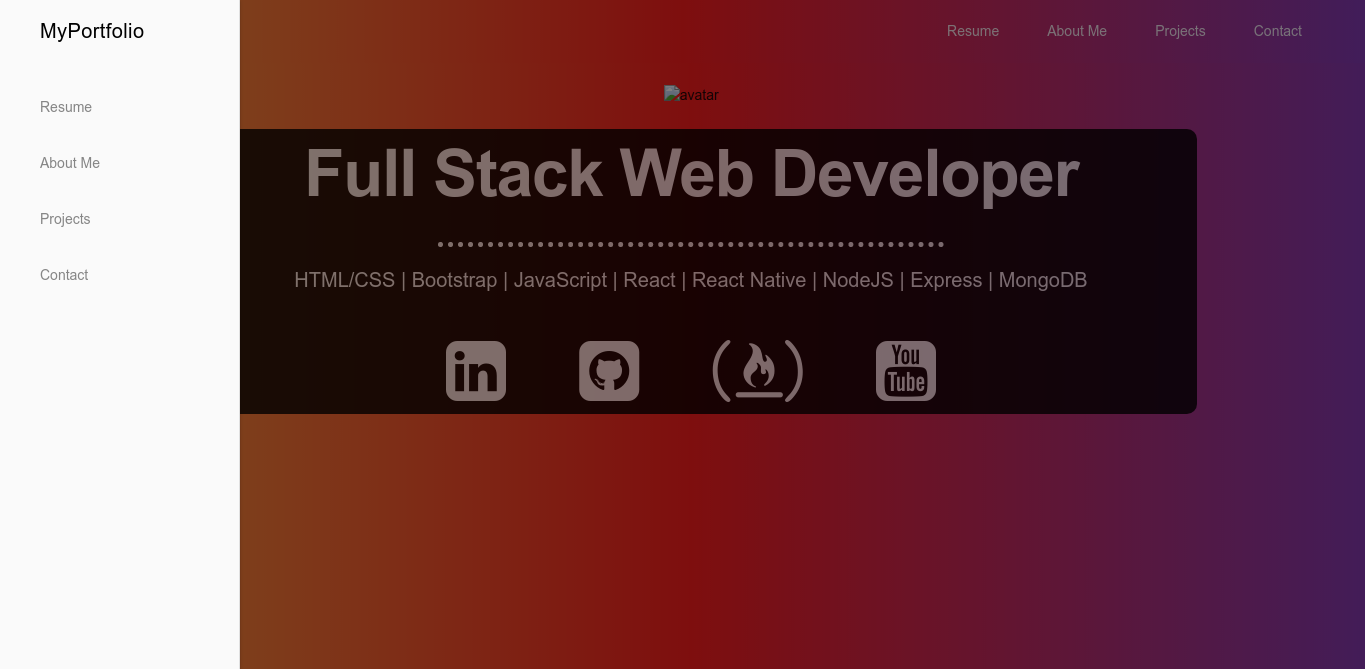 MyPortfolio
Resume
About Me
Projects
Contact
Resume About Me Projects Contact
avatar
Full Stack Web Developer
HTML/CSS | Bootstrap | JavaScript | React | React Native | NodeJS | Express | MongoDB
in
You
Tube